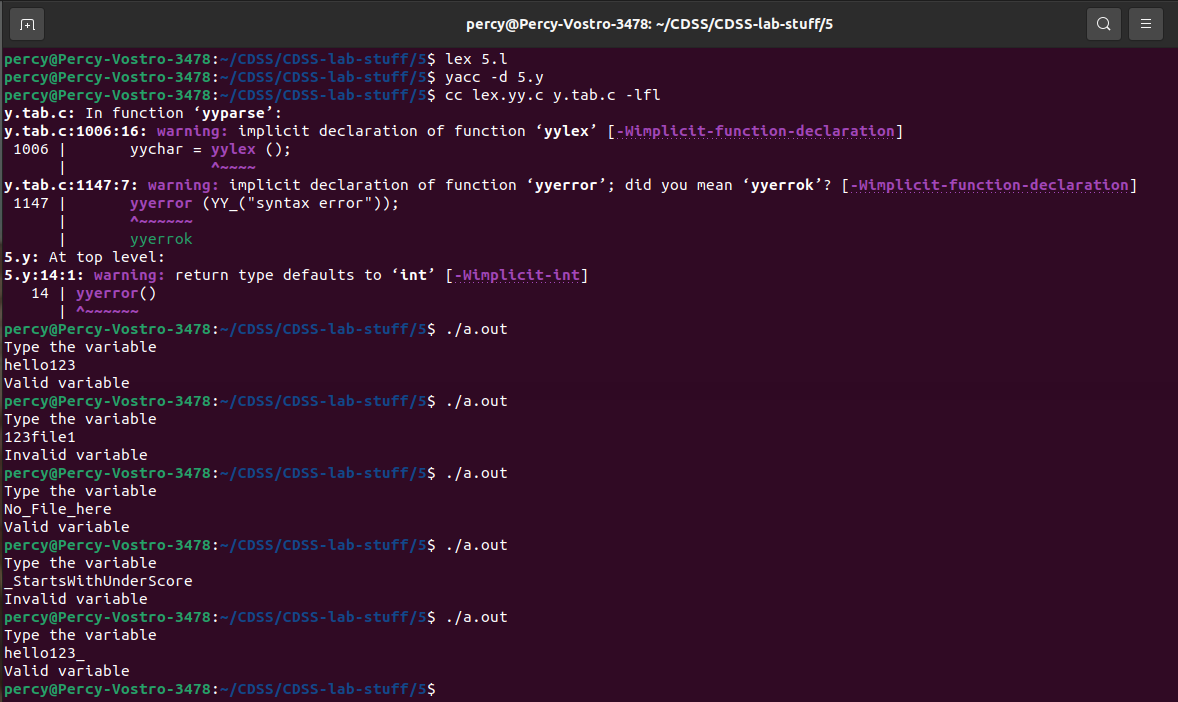 percy@Percy-Vostro-3478: ~/CDSS/CDSS-lab-stuff/5
percy@Percy-Vostro-3478:~/CDSS/CDSS-lab-stuff/5$ lex 5.l
percy@Percy-Vostro-3478:~/CDSS/CDSS-lab-stuff/5$ yacc -d 5.y
percy@Percy-Vostro-3478:~/CDSS/CDSS-lab-stuff/5$ cc lex.yy.c y.tab.c -lfl
y.tab.c: In function ‘yyparse’:
y.tab.c:1006:16: warning: implicit declaration of function ‘yylex’ [-Wimplicit-function-declaration]
 1006 |       yychar = yylex ();
      |                ^~~~~
y.tab.c:1147:7: warning: implicit declaration of function ‘yyerror’; did you mean ‘yyerrok’? [-Wimplicit-function-declaration]
 1147 |       yyerror (YY_("syntax error"));
      |       ^~~~~~~
      |       yyerrok
5.y: At top level:
5.y:14:1: warning: return type defaults to ‘int’ [-Wimplicit-int]
   14 | yyerror()
      | ^~~~~~~
percy@Percy-Vostro-3478:~/CDSS/CDSS-lab-stuff/5$ ./a.out
Type the variable
hello123
Valid variable
percy@Percy-Vostro-3478:~/CDSS/CDSS-lab-stuff/5$ ./a.out
Type the variable
123file1
Invalid variable
percy@Percy-Vostro-3478:~/CDSS/CDSS-lab-stuff/5$ ./a.out
Type the variable
No_File_here
Valid variable
percy@Percy-Vostro-3478:~/CDSS/CDSS-lab-stuff/5$ ./a.out
Type the variable
_StartsWithUnderScore
Invalid variable
percy@Percy-Vostro-3478:~/CDSS/CDSS-lab-stuff/5$ ./a.out
Type the variable
hello123_
Valid variable
percy@Percy-Vostro-3478:~/CDSS/CDSS-lab-stuff/5$